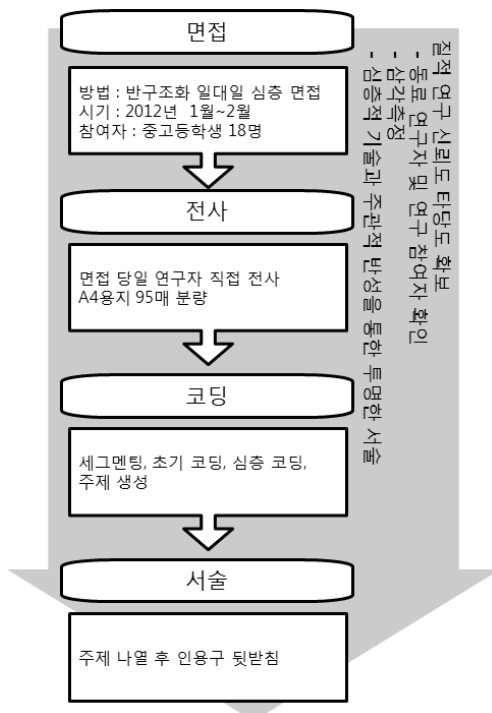 면접
방법 : 반구조화 일대일 심층 면접
시기 : 2012년 1월~2월
참여자 : 중고등학생 18명
전사
면접 당일 연구자 직접 전사
A4용지 95매 분량
코딩
세그멘팅, 초기 코딩, 심층 코딩,
주제 생성
서술
주제 나열 후 인용구 뒷받침
질적 연구 신뢰도 타당도 확보
- 동료 연구자 및 연구 참여자 확인
- 삼각측정
- 심층적 기술과 주관적 반성을 통한 투명한 서술